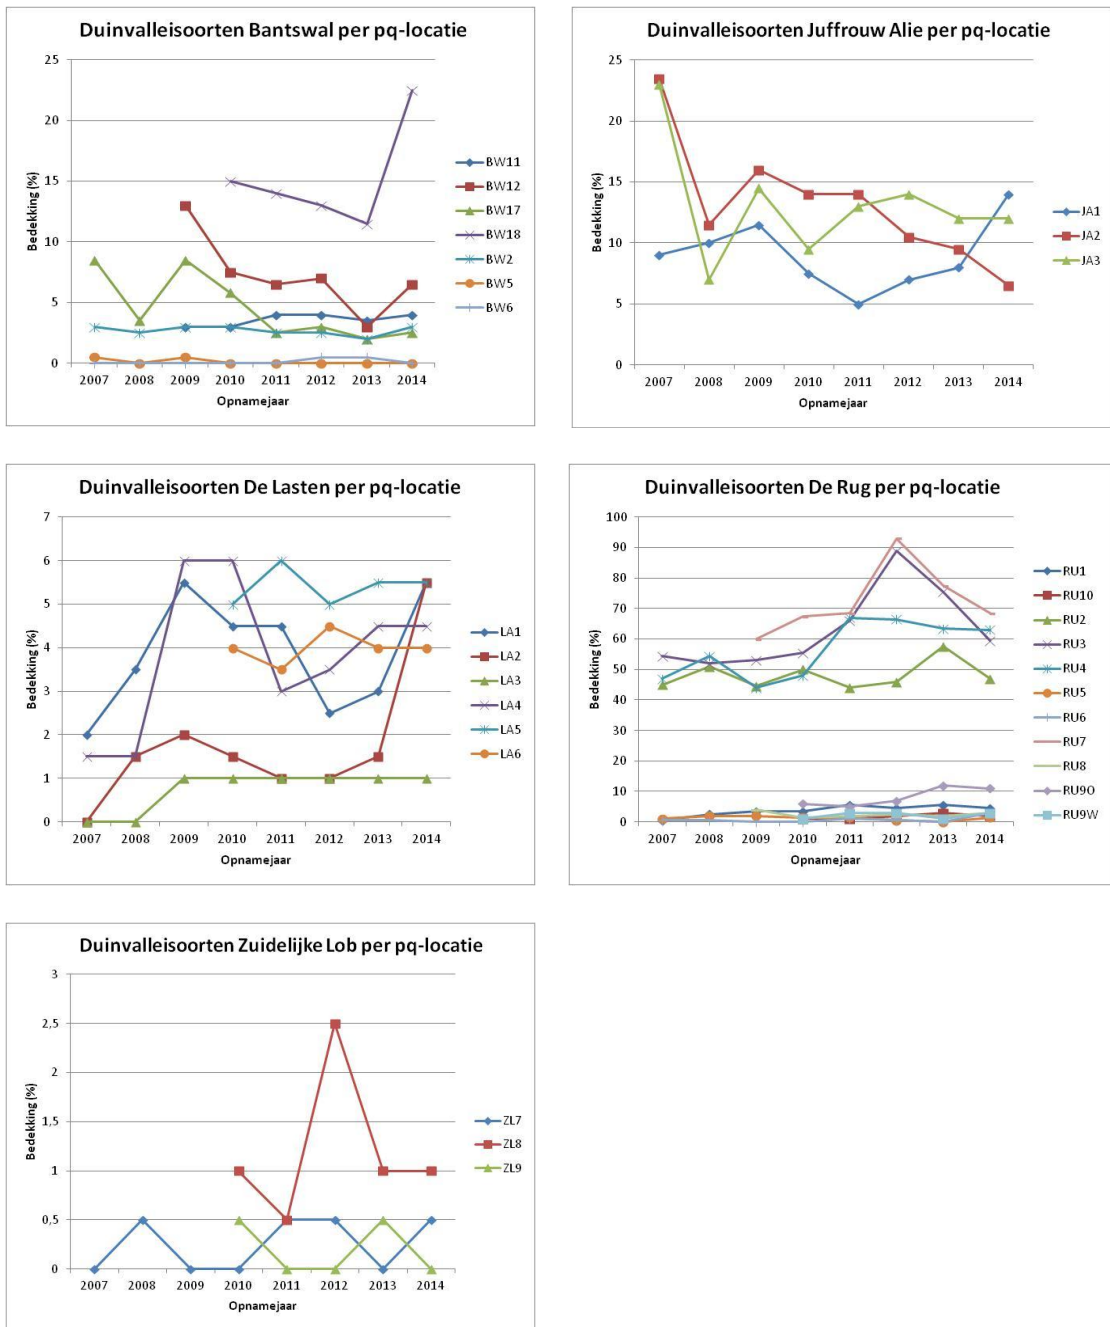 Duinvalleisoorten Bantswal per pq-locatie
25
20
15
10
5
0
Bedekking (%)
2007 2008 2009 2010 2011 2012 2013 2014
Opnamejaar
BW11
BW12
BW17
BW18
BW2
BW5
BW6
Duinvalleisoorten Juffrouw Alie per pq-locatie
25
20
15
10
5
0
Bedekking (%)
2007 2008 2009 2010 2011 2012 2013 2014
Opnamejaar
JA1
JA2
JA3
Duinvalleisoorten De Lasten per pq-locatie
7
6
5
4
3
2
1
0
Bedekking (%)
2007 2008 2009 2010 2011 2012 2013 2014
Opnamejaar
LA1
LA2
LA3
LA4
LA5
LA6
Duinvalleisoorten De Rug per pq-locatie
100
90
80
70
60
50
40
30
20
10
0
Bedekking (%)
2007 2008 2009 2010 2011 2012 2013 2014
Opnamejaar
RU1
RU10
RU2
RU3
RU4
RU5
RU6
RU7
RU8
RU9O
RU9W
Duinvalleisoorten Zuidelijke Lob per pq-locatie
3
2,5
2
1,5
1
0,5
0
Bedekking (%)
2007 2008 2009 2010 2011 2012 2013 2014
Opnamejaar
ZL7
ZL8
ZL9